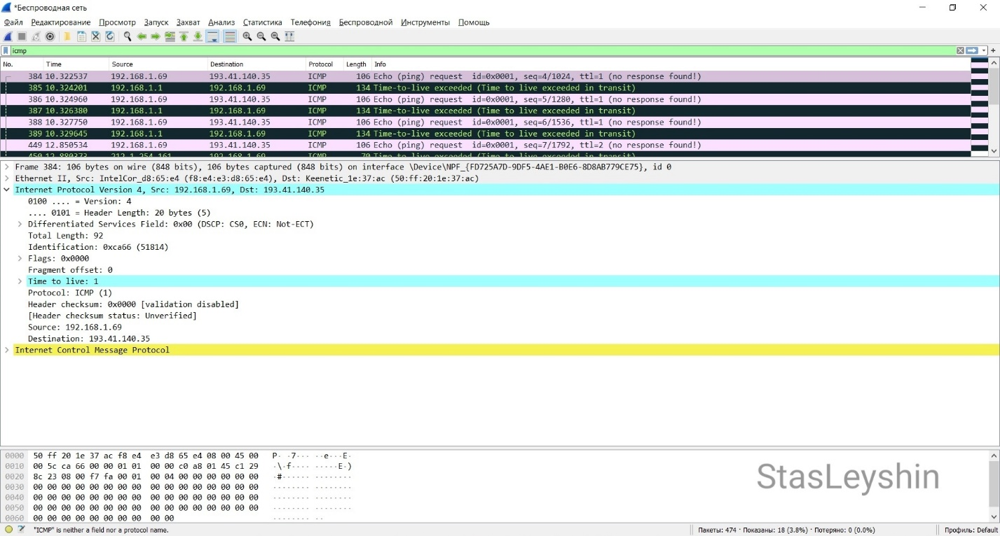 *Беспроводная сеть
Файл Редактирование Просмотр Запуск Захват Анализ Статистика Телефония Беспроводной Инструменты Помощь
icmp
No. Time Source Destination Protocol Length Info
384 10.322537 192.168.1.69 193.41.140.35 ICMP 106 Echo (ping) request id=0x0001, seq=4/1024, ttl=1 (no response found!)
385 10.324201 192.168.1.1 192.168.1.69 ICMP 134 Time-to-live exceeded (Time to live exceeded in transit)
386 10.324960 192.168.1.69 193.41.140.35 ICMP 106 Echo (ping) request id=0x0001, seq=5/1280, ttl=1 (no response found!)
387 10.326380 192.168.1.1 192.168.1.69 ICMP 134 Time-to-live exceeded (Time to live exceeded in transit)
388 10.327750 192.168.1.69 193.41.140.35 ICMP 106 Echo (ping) request id=0x0001, seq=6/1536, ttl=1 (no response found!)
389 10.329645 192.168.1.1 192.168.1.69 ICMP 134 Time-to-live exceeded (Time to live exceeded in transit)
449 12.850534 192.168.1.69 193.41.140.35 ICMP 106 Echo (ping) request id=0x0001, seq=7/1792, ttl=2 (no response found!)
450 12.880373 212.1.254.161 192.168.1.69 ICMP 70 Time-to-live exceeded (Time to live exceeded in transit)
Frame 384: 106 bytes on wire (848 bits), 106 bytes captured (848 bits) on interface \Device\NPF_{FD725A7D-9DF5-4AE1-B0E6-8D8AB779CE75}, id 0
Ethernet II, Src: IntelCor_d8:65:e4 (f8:e4:e3:d8:65:e4), Dst: Keenetic_1e:37:ac (50:ff:20:1e:37:ac)
Internet Protocol Version 4, Src: 192.168.1.69, Dst: 193.41.140.35
0100 .... = Version: 4
.... 0101 = Header Length: 20 bytes (5)
Differentiated Services Field: 0x00 (DSCP: CS0, ECN: Not-ECT)
Total Length: 92
Identification: 0xca66 (51814)
Flags: 0x0000
Fragment offset: 0
Time to live: 1
Protocol: ICMP (1)
Header checksum: 0x0000 [validation disabled]
[Header checksum status: Unverified]
Source: 192.168.1.69
Destination: 193.41.140.35
Internet Control Message Protocol
0000 50 ff 20 1e 37 ac f8 e4 e3 d8 65 e4 08 00 45 00 P· ·7··· ··e···E·
0010 00 5c ca 66 00 00 01 01 00 00 c0 a8 01 45 c1 29 ·\·f···· ·····E·)
0020 8c 23 08 00 f7 fa 00 01 00 04 00 00 00 00 00 00 ·#······ ········
0030 00 00 00 00 00 00 00 00 00 00 00 00 00 00 00 00 ········ ········
0040 00 00 00 00 00 00 00 00 00 00 00 00 00 00 00 00 ········ ········
0050 00 00 00 00 00 00 00 00 00 00 00 00 00 00 00 00 ········ ········
0060 00 00 00 00 00 00 00 00 00 00 ········ ··
StasLeyshin
"ICMP" is neither a field nor a protocol name. Пакеты: 474 · Показаны: 18 (3.8%) · Потеряно: 0 (0.0%) Профиль: Default